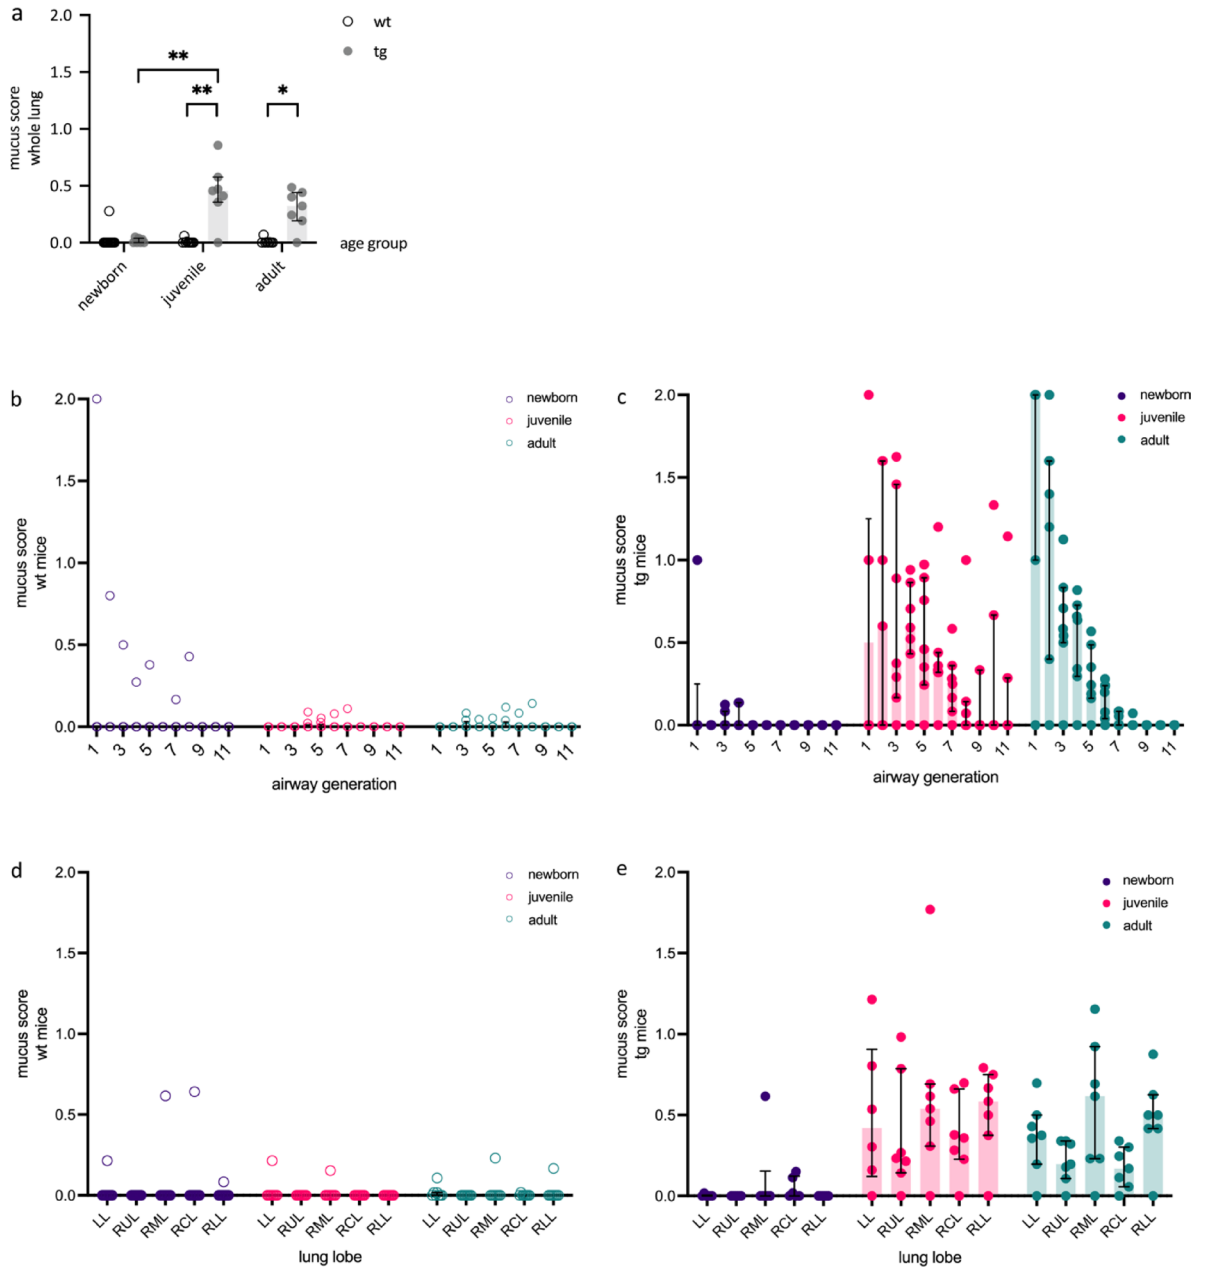 a
2.0
1.5
1.0
0.5
0.0
mucus score
whole lung
wt
tg
**
**
*
newborn
juvenile
adult
age group
b
2.0
1.5
1.0
0.5
0.0
mucus score
wt mice
newborn
juvenile
adult
1 3 5 7 9 11 1 3 5 7 9 11 1 3 5 7 9 11
airway generation
c
2.0
1.5
1.0
0.5
0.0
mucus score
tg mice
newborn
juvenile
adult
1 3 5 7 9 11 1 3 5 7 9 11 1 3 5 7 9 11
airway generation
d
2.0
1.5
1.0
0.5
0.0
mucus score
wt mice
newborn
juvenile
adult
LL RUL RML RCL RLL LL RUL RML RCL RLL LL RUL RML RCL RLL
lung lobe
e
2.0
1.5
1.0
0.5
0.0
mucus score
tg mice
newborn
juvenile
adult
LL RUL RML RCL RLL LL RUL RML RCL RLL LL RUL RML RCL RLL
lung lobe